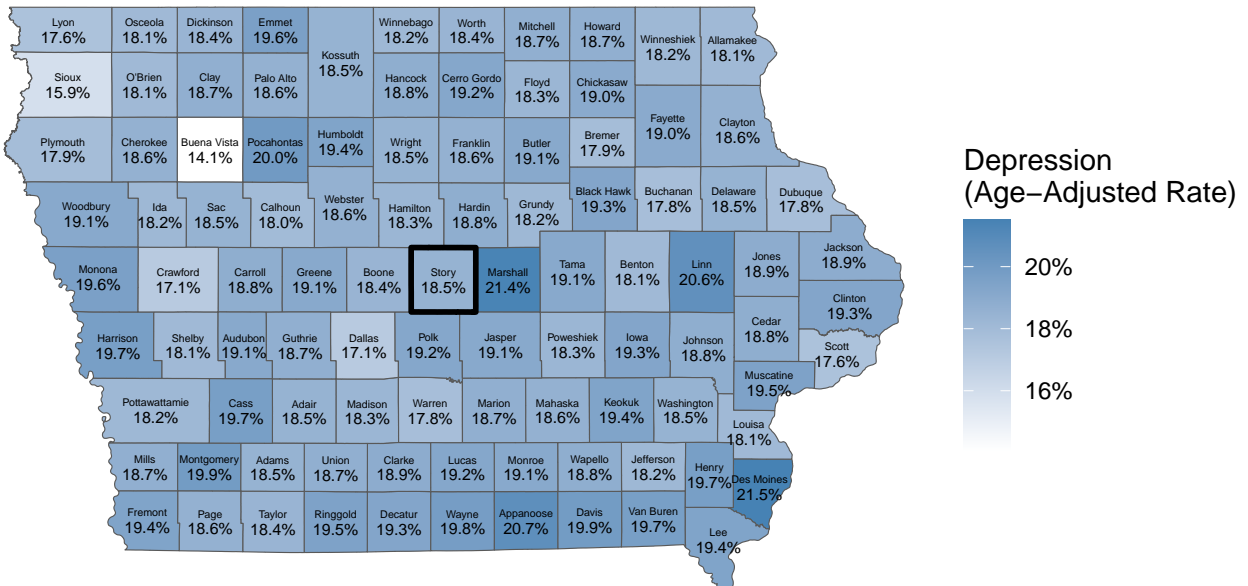 Lyon
17.6%
Osceola
18.1%
Dickinson
18.4%
Emmet
19.6%
Kossuth
18.5%
Winnebago
18.2%
Worth
18.4%
Mitchell
18.7%
Howard
18.7%
Winneshiek
18.2%
Allamakee
18.1%
Sioux
15.9%
O'Brien
18.1%
Clay
18.7%
Palo Alto
18.6%
Hancock
18.8%
Cerro Gordo
19.2%
Floyd
18.3%
Chickasaw
19.0%
Fayette
19.0%
Clayton
18.6%
Plymouth
17.9%
Cherokee
18.6%
Buena Vista
14.1%
Pocahontas
20.0%
Humboldt
19.4%
Wright
18.5%
Franklin
18.6%
Butler
19.1%
Bremer
17.9%
Woodbury
19.1%
Ida
18.2%
Sac
18.5%
Calhoun
18.0%
Webster
18.6%
Hamilton
18.3%
Hardin
18.8%
Grundy
18.2%
Black Hawk
19.3%
Buchanan
17.8%
Delaware
18.5%
Dubuque
17.8%
Monona
19.6%
Crawford
17.1%
Carroll
18.8%
Greene
19.1%
Boone
18.4%
Story
18.5%
Marshall
21.4%
Tama
19.1%
Benton
18.1%
Linn
20.6%
Jones
18.9%
Jackson
18.9%
Clinton
19.3%
Harrison
19.7%
Shelby
18.1%
Audubon
19.1%
Guthrie
18.7%
Dallas
17.1%
Polk
19.2%
Jasper
19.1%
Poweshiek
18.3%
Iowa
19.3%
Johnson
18.8%
Cedar
18.8%
Scott
17.6%
Muscatine
19.5%
Pottawattamie
18.2%
Cass
19.7%
Adair
18.5%
Madison
18.3%
Warren
17.8%
Marion
18.7%
Mahaska
18.6%
Keokuk
19.4%
Washington
18.5%
Louisa
18.1%
Mills
18.7%
Montgomery
19.9%
Adams
18.5%
Union
18.7%
Clarke
18.9%
Lucas
19.2%
Monroe
19.1%
Wapello
18.8%
Jefferson
18.2%
Henry
19.7%
Des Moines
21.5%
Fremont
19.4%
Page
18.6%
Taylor
18.4%
Ringgold
19.5%
Decatur
19.3%
Wayne
19.8%
Appanoose
20.7%
Davis
19.9%
Van Buren
19.7%
Lee
19.4%
Depression
(Age−Adjusted Rate)
20%
18%
16%